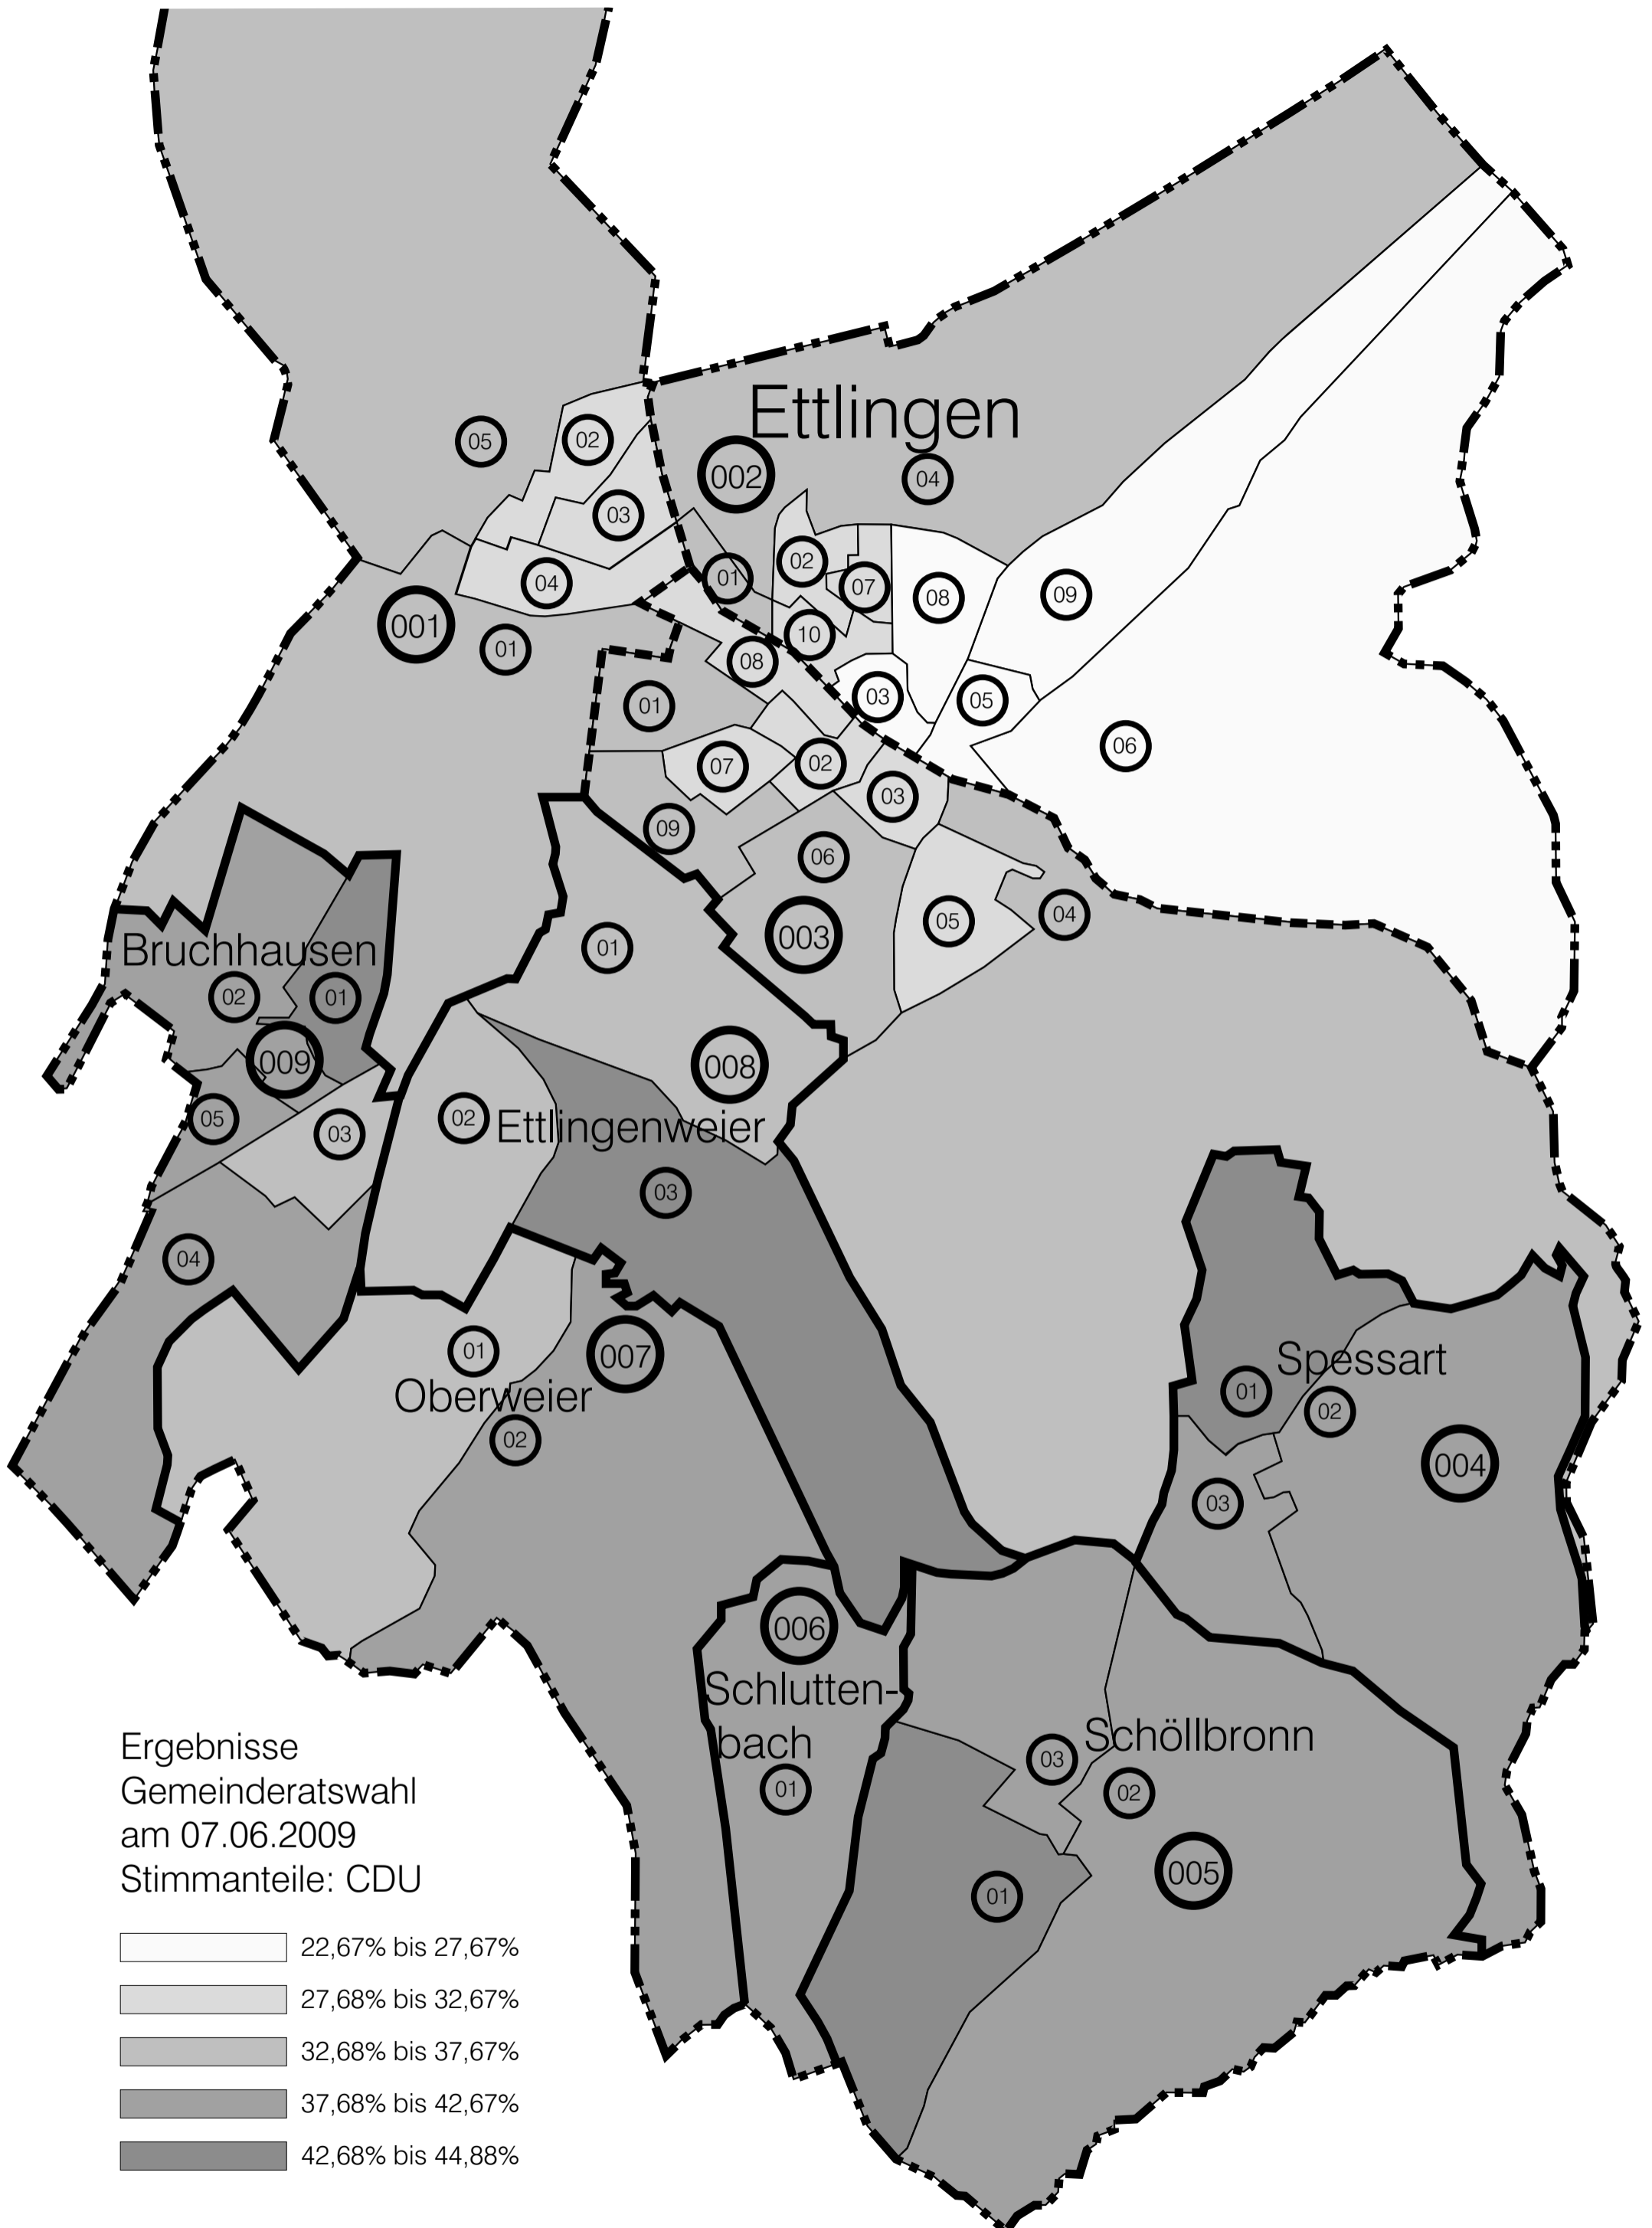 Ettlingen
05
02
002
04
03
02
01
07
04
08
09
001
10
01
08
03
05
01
06
02
07
03
09
06
04
05
003
01
Bruchhausen
02
01
009
008
02
05
Ettlingenweier
03
03
04
01
007
Spessart
Oberweier
01
02
02
004
03
006
Schlutten-
bach
Schöllbronn
03
01
02
005
01
Ergebnisse
Gemeinderatswahl
am 07.06.2009
Stimmanteile: CDU
22,67% bis 27,67%
27,68% bis 32,67%
32,68% bis 37,67%
37,68% bis 42,67%
42,68% bis 44,88%